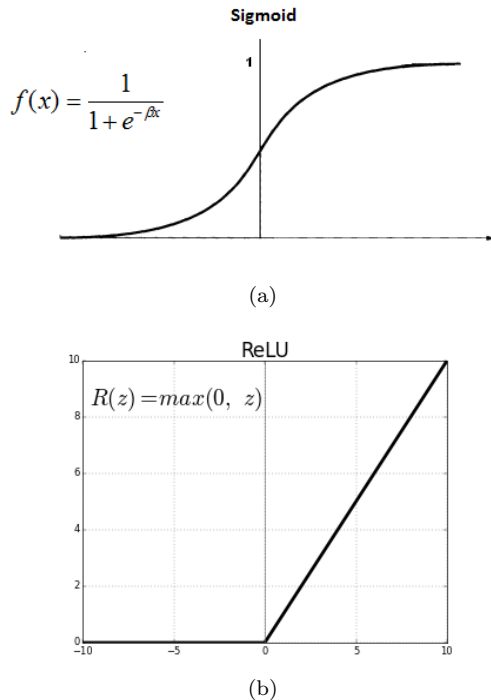 Sigmoid
1
f(x) = 1 / (1 + e^{-βx})
(a)
ReLU
10
R(z) = max(0, z)
8
6
4
2
0
−10 −5 0 5 10
(b)